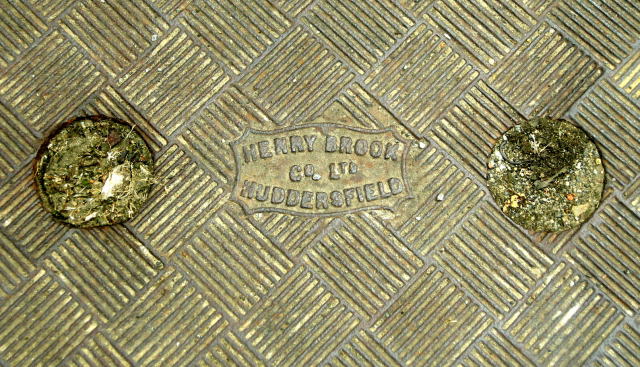 HENRY BROOK
CO. LTD
HUDDERSFIELD